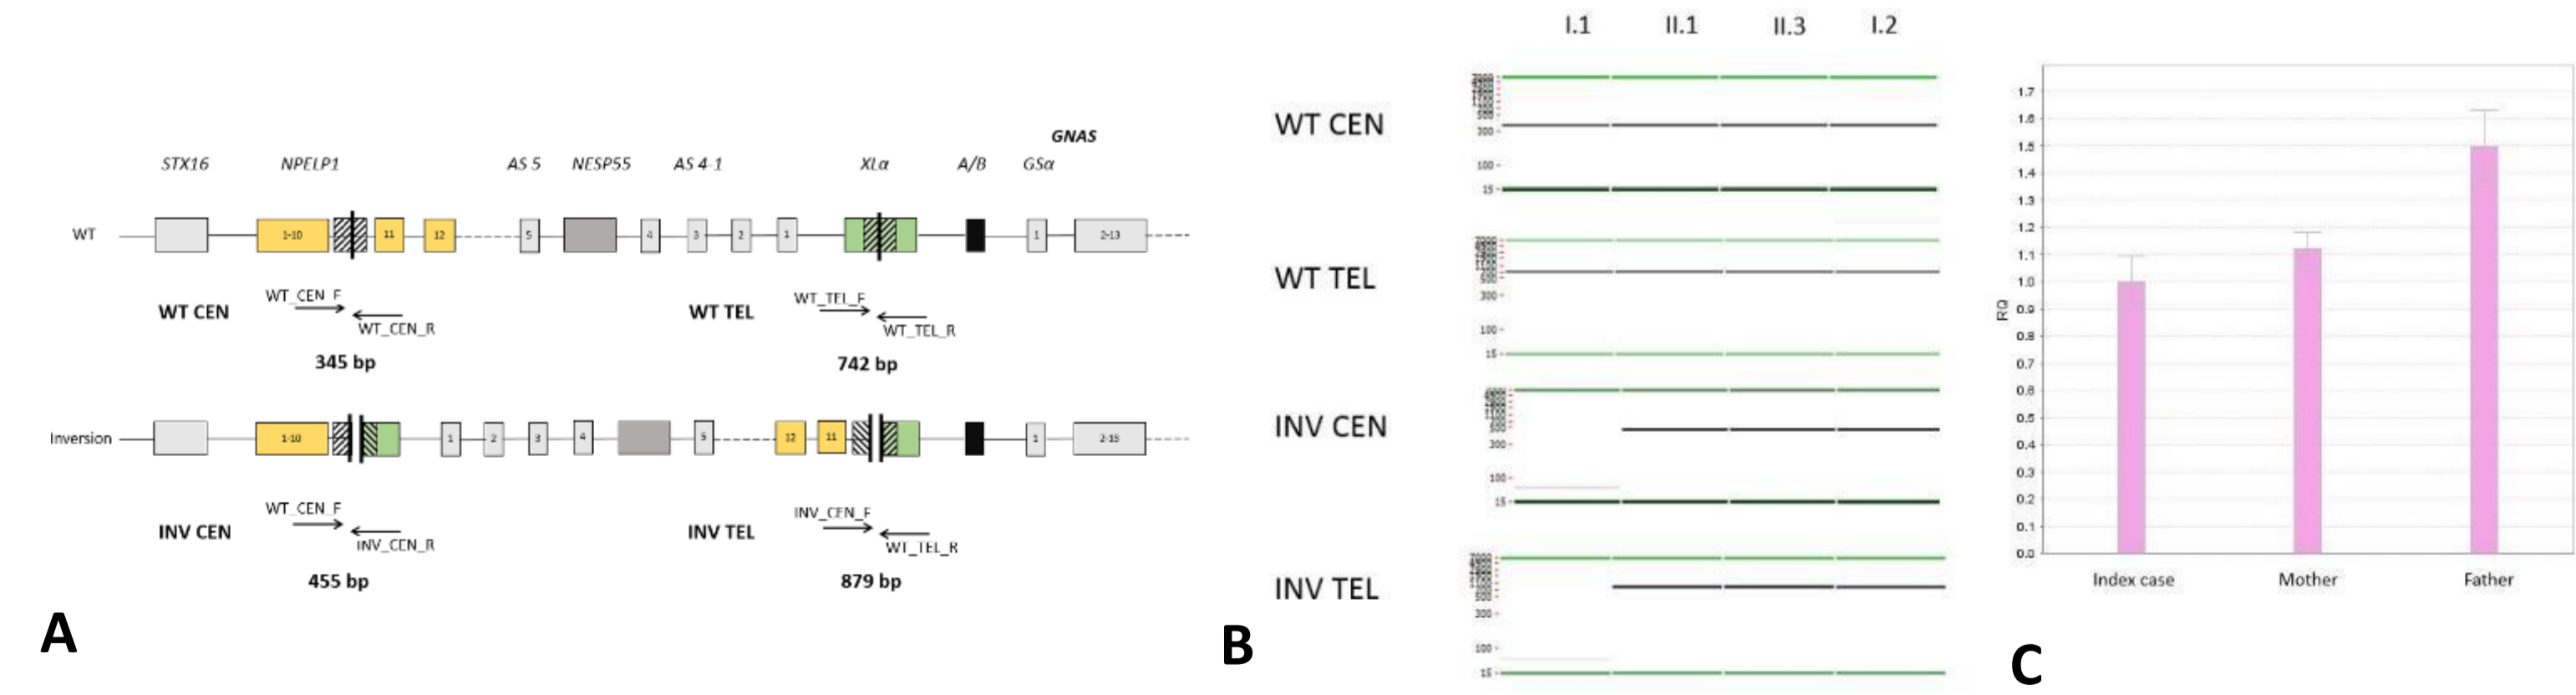 GNAS
STX16 NPELP1 AS 5 NESP55 AS 4-1 XLα A/B GSα
WT 1-10 11 12 5 4 3 2 1 1 2-13
WT_CEN_F WT_TEL_F
WT CEN WT TEL
WT_CEN_R WT_TEL_R
345 bp 742 bp
Inversion 1-10 1 2 3 4 5 12 11 1
WT_CEN_F INV_CEN_F
INV CEN INV TEL
INV_CEN_R WT_TEL_R
455 bp 879 bp
A
I.1 II.1 II.3 I.2
WT CEN
300
100
15
WT TEL
300
100
15
INV CEN
300
100
15
INV TEL
300
100
15
B
1.7
1.6
1.5
1.4
1.3
1.2
1.1
1.0
0.9
0.8
0.7
0.6
0.5
0.4
0.3
0.2
0.1
0.0
RQ
Index case Mother Father
C